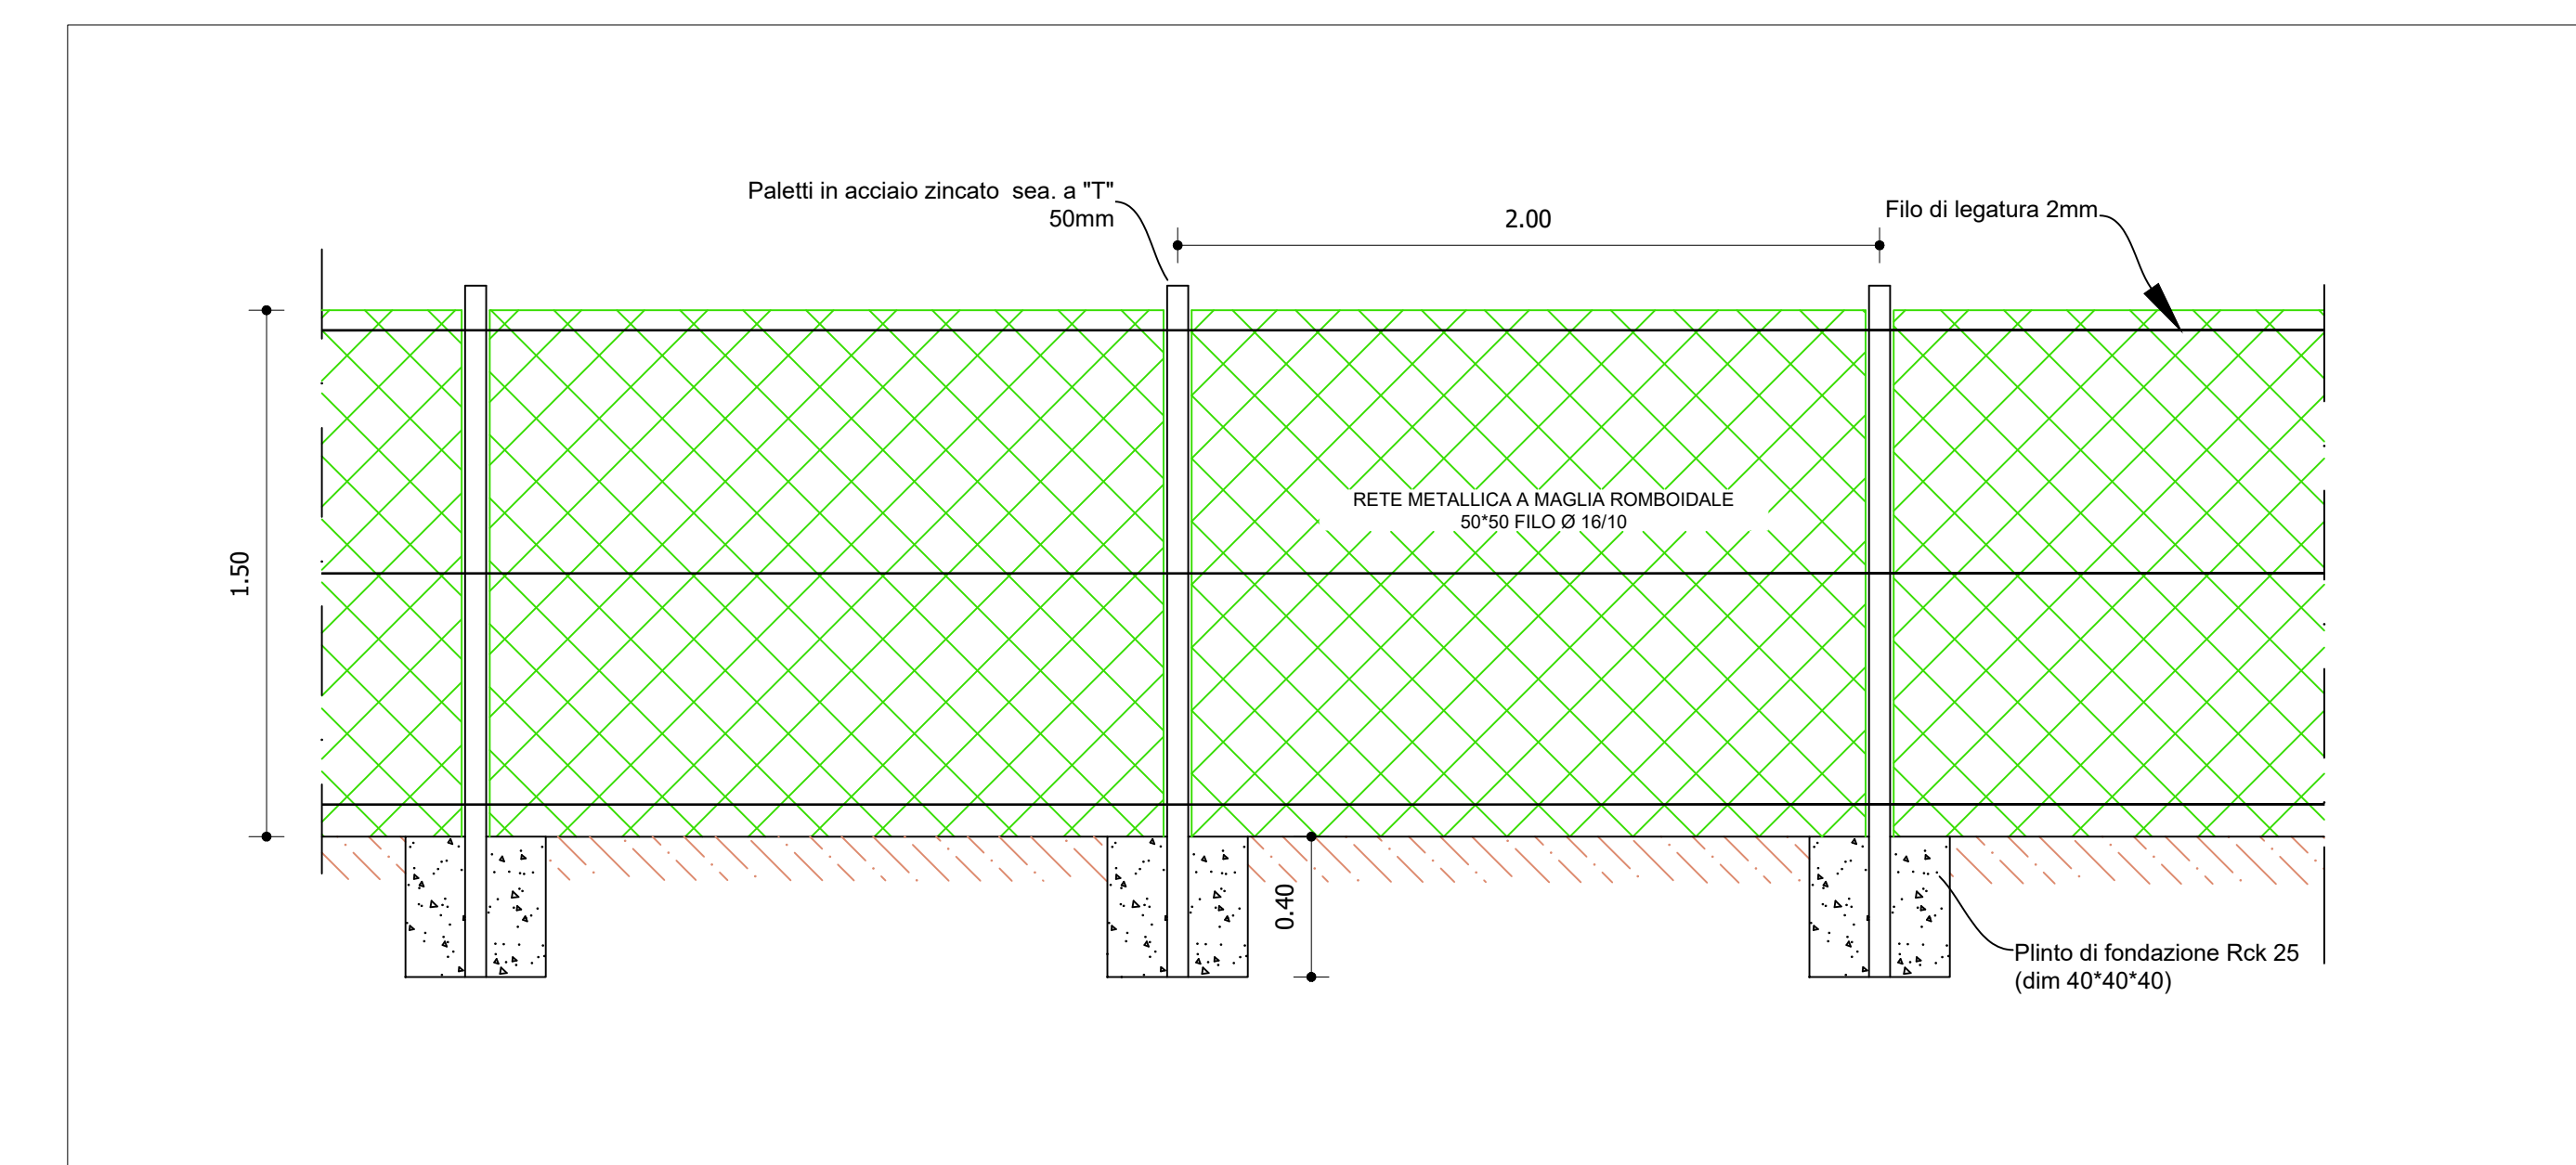 Paletti in acciaio zincato  sea. a "T"
50mm
2.00
Filo di legatura 2mm
1.50
RETE METALLICA A MAGLIA ROMBOIDALE
50*50 FILO Ø 16/10
0.40
Plinto di fondazione Rck 25
(dim 40*40*40)